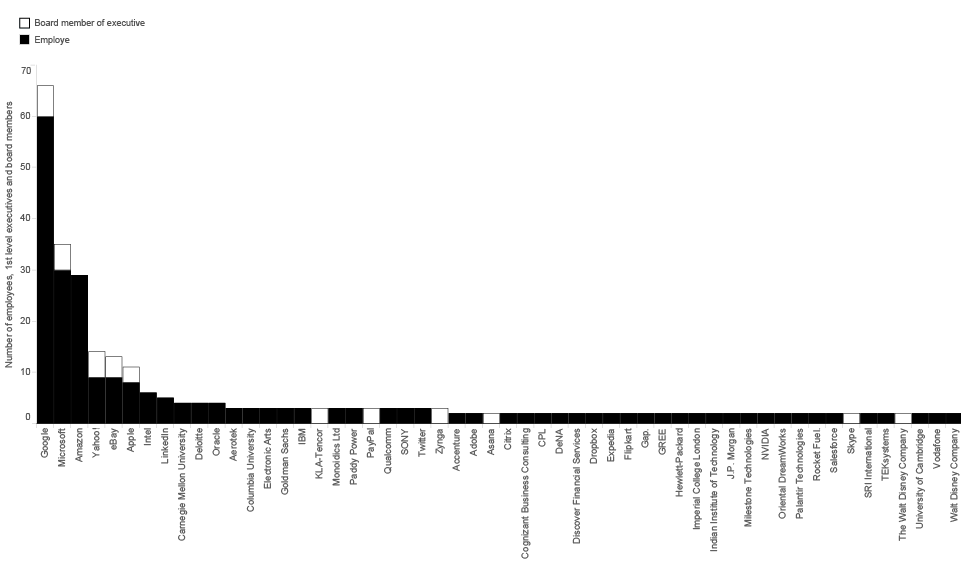 Board member of executive
Employe
Number of employees, 1st level executives and board members
70
60
50
40
30
20
10
0
Google
Microsoft
Amazon
Yahoo!
eBay
Apple
Intel
LinkedIn
Carnegie Mellon University
Deloitte
Oracle
Aerotek
Columbia University
Electronic Arts
Goldman Sachs
IBM
KLA-Tencor
Monoidics Ltd
Paddy Power
PayPal
Qualcomm
SONY
Twitter
Zynga
Accenture
Adobe
Asana
Citrix
Cognizant Business Consulting
CPL
DeNA
Discover Financial Services
Dropbox
Expedia
Flipkart
Gap.
GREE
Hewlett-Packard
Imperial College London
Indian Institute of Technology
J.P. Morgan
Milestone Technologies
NVIDIA
Oriental DreamWorks
Palantir Technologies
Rocket Fuel.
Salesforce
Skype
SRI International
TEKsystems
The Walt Disney Company
University of Cambridge
Vodafone
Walt Disney Company